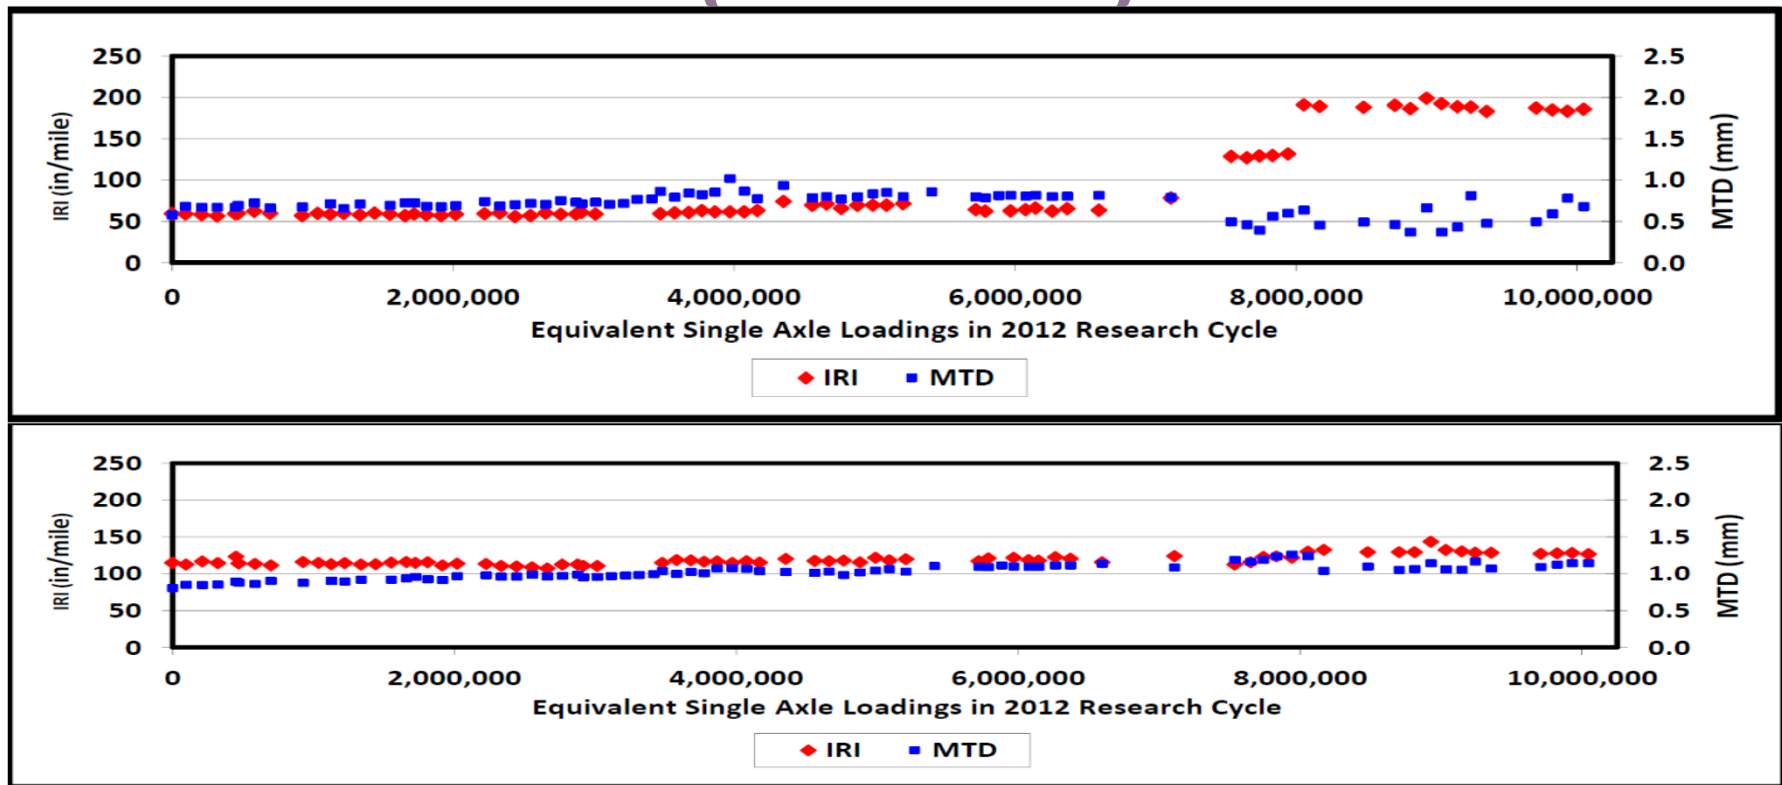 250
200
150
100
50
0
IRI (in/mile)
2.5
2.0
1.5
1.0
0.5
0.0
MTD (mm)
0 2,000,000 4,000,000 6,000,000 8,000,000 10,000,000
Equivalent Single Axle Loadings in 2012 Research Cycle
IRI MTD
250
200
150
100
50
0
IRI (in/mile)
2.5
2.0
1.5
1.0
0.5
0.0
MTD (mm)
0 2,000,000 4,000,000 6,000,000 8,000,000 10,000,000
Equivalent Single Axle Loadings in 2012 Research Cycle
IRI MTD